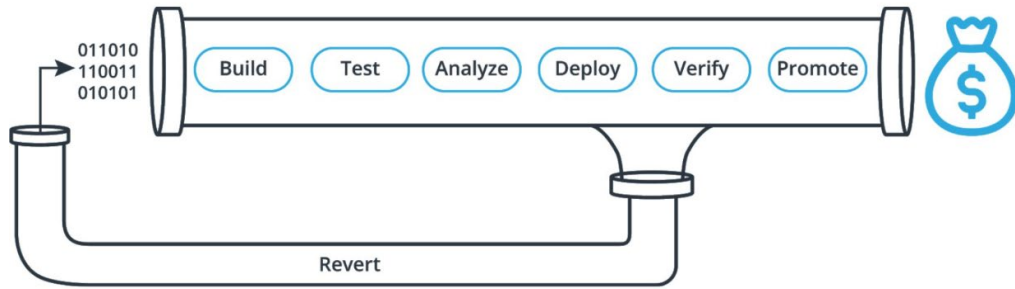 011010
110011
010101
Build
Test
Analyze
Deploy
Verify
Promote
$
Revert